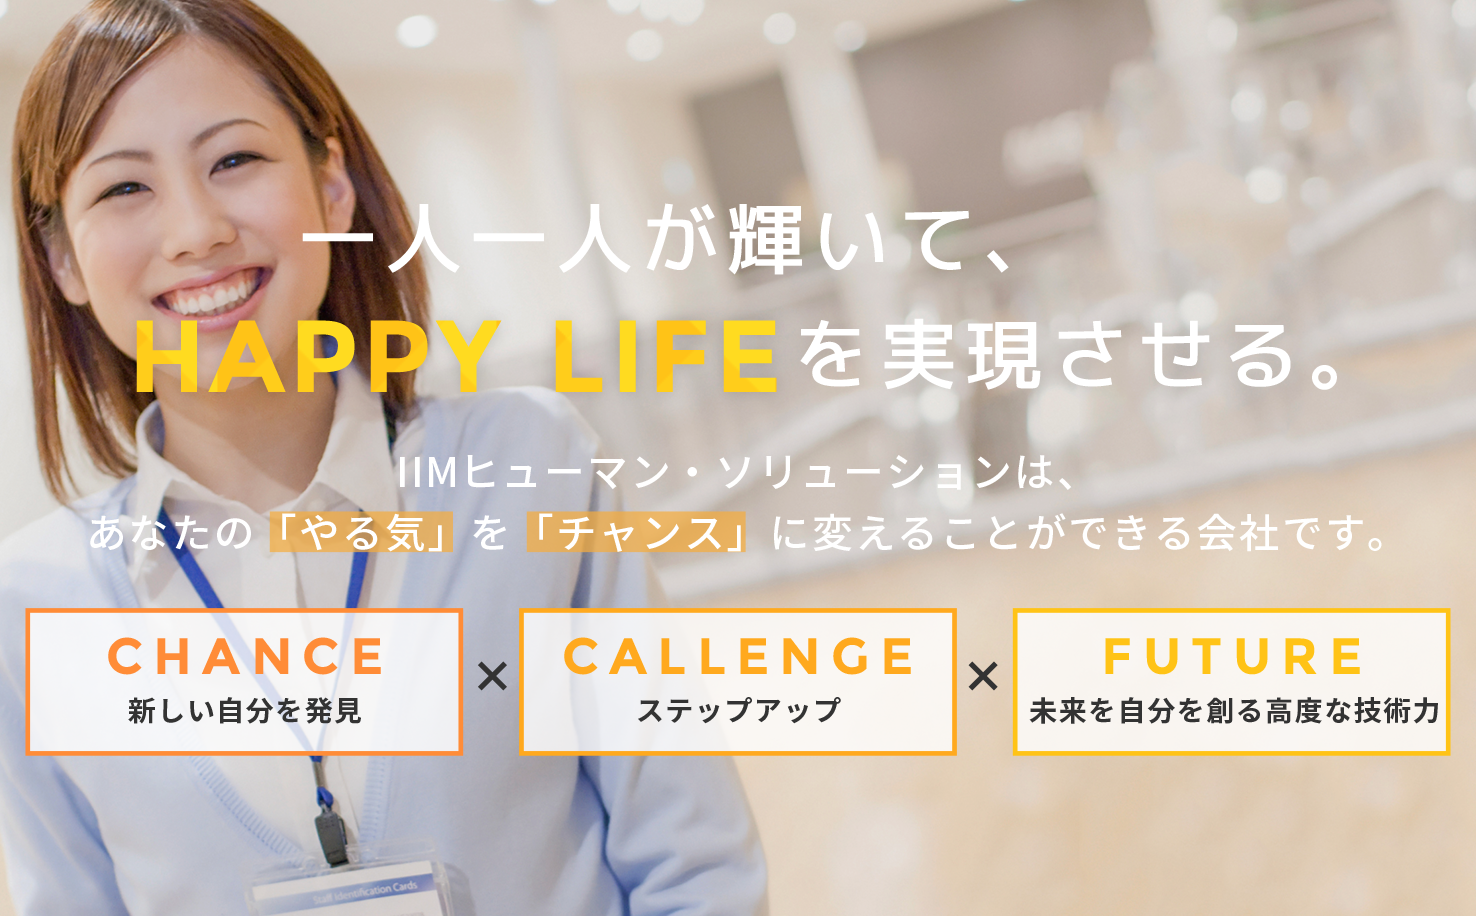 一人一人が輝いて、
HAPPY LIFEを実現させる。
IIMヒューマン・ソリューションは、
あなたの「やる気」を「チャンス」に変えることができる会社です。
CHANCE × CALLENGE × FUTURE
新しい自分を発見 ステップアップ 未来を自分を創る高度な技術力
Staff Identification Cards